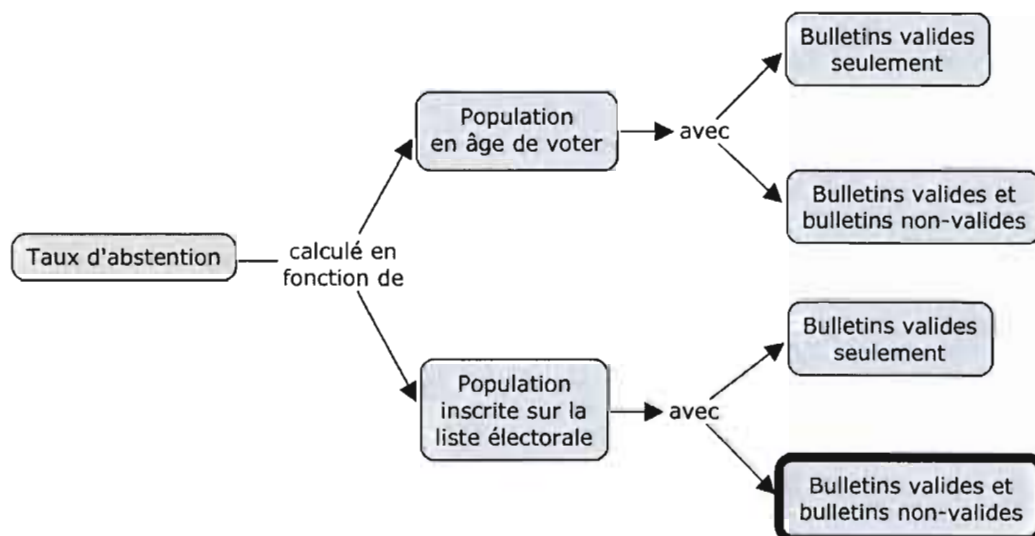 Taux d'abstention
calculé en
fonction de
Population
en âge de voter
avec
Bulletins valides
seulement
Bulletins valides et
bulletins non-valides
Population
inscrite sur la
liste électorale
avec
Bulletins valides
seulement
Bulletins valides et
bulletins non-valides